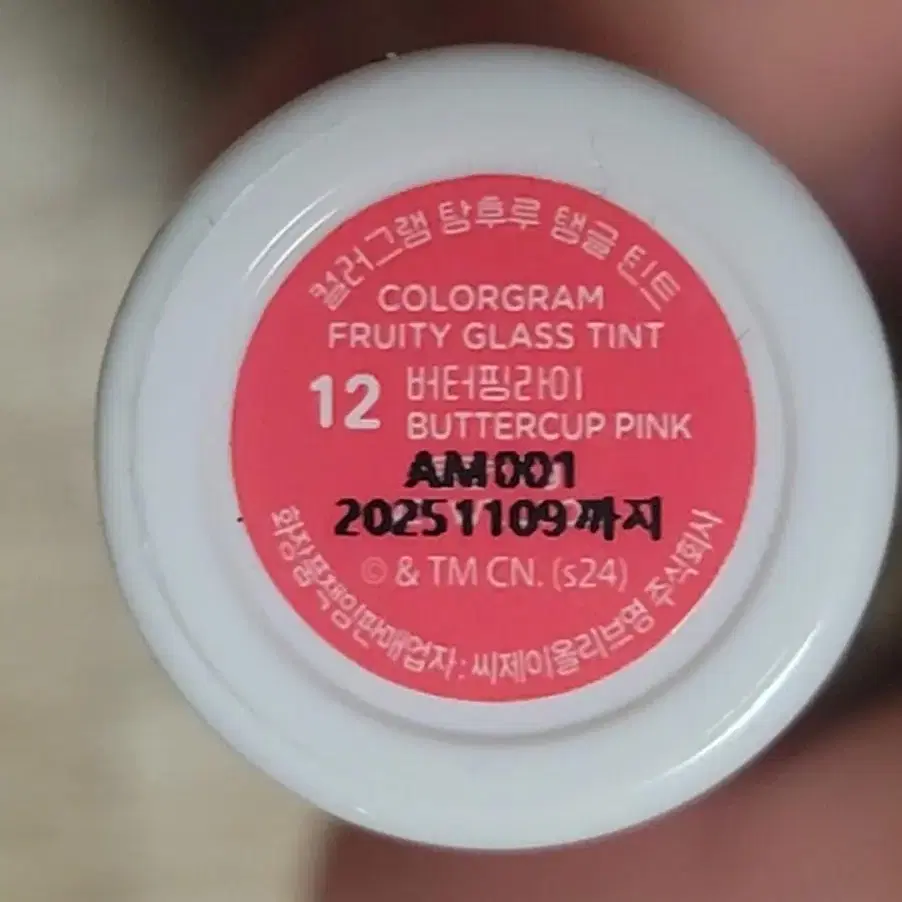 컬러그램 탕후루 탱글 틴트
COLORGRAM
FRUITY GLASS TINT
12 버터핑라이
BUTTERCUP PINK
AM001
20251109까지
© & TM CN. (s24)
화장품책임판매업자 : 씨제이올리브영 주식회사